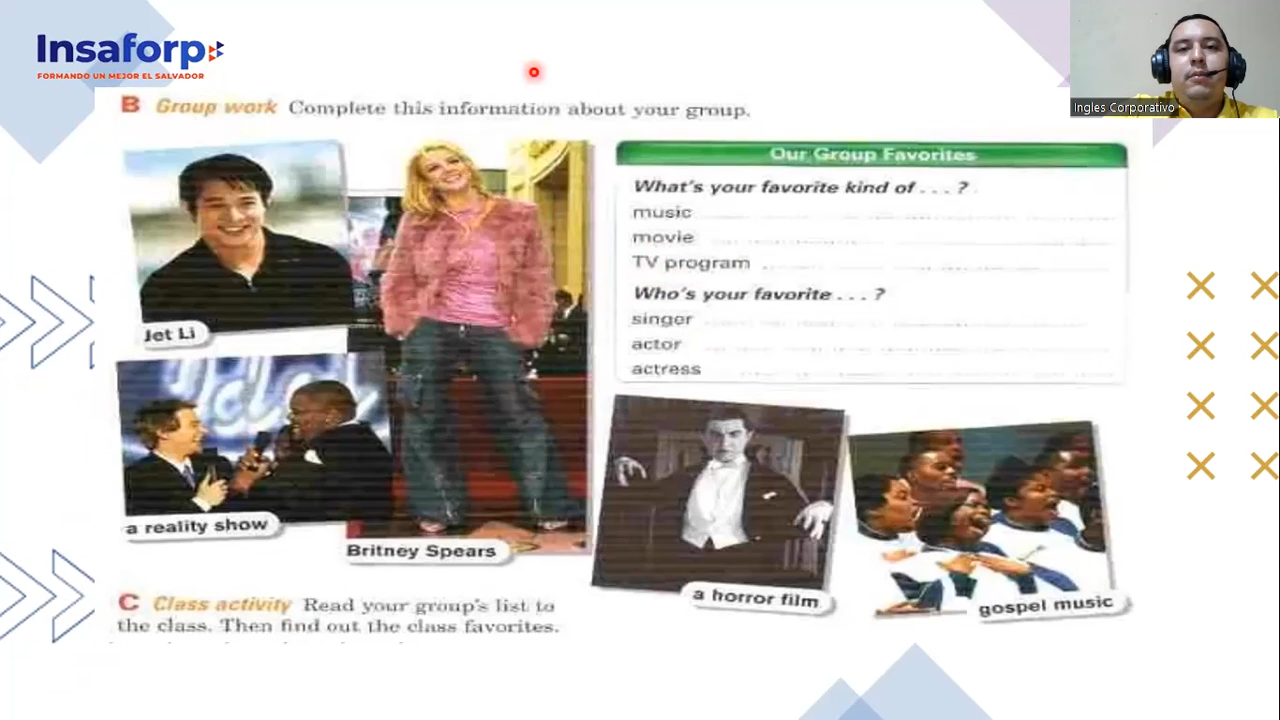 Insaforp
FORMANDO UN MEJOR EL SALVADOR
Ingles Corporativo
B Group work Complete this information about your group.
Jet Li
a reality show
Britney Spears
Our Group Favorites
What's your favorite kind of . . . ?
music
movie
TV program
Who's your favorite . . . ?
singer
actor
actress
a horror film
gospel music
C Class activity Read your group's list to
the class. Then find out the class favorites.